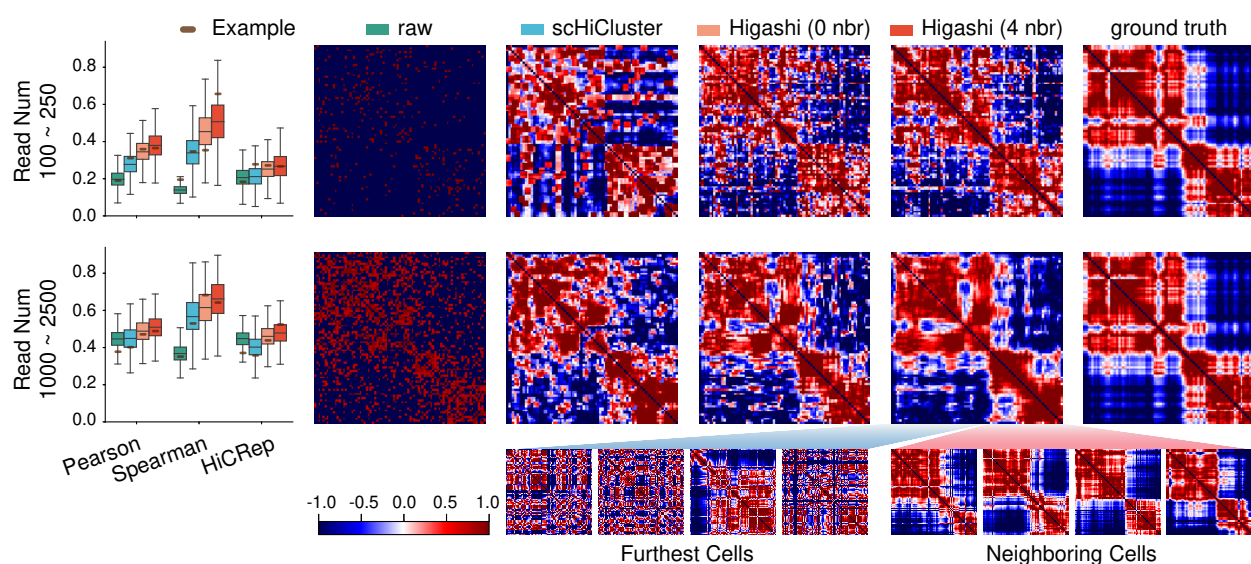 Example
raw
scHiCluster
Higashi (0 nbr)
Higashi (4 nbr)
ground truth
Read Num
100 ~ 250
0.8
0.6
0.4
0.2
0.0
Read Num
1000 ~ 2500
0.8
0.6
0.4
0.2
0.0
Pearson
Spearman
HiCRep
-1.0 -0.5 0.0 0.5 1.0
Furthest Cells
Neighboring Cells